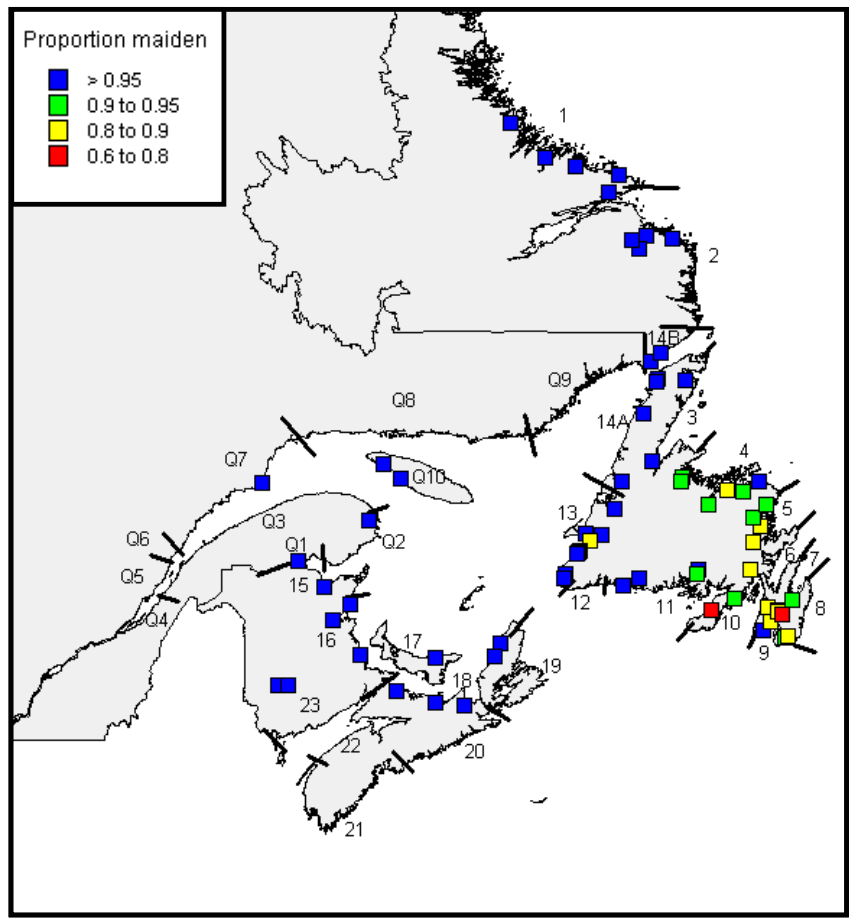 Proportion maiden
> 0.95
0.9 to 0.95
0.8 to 0.9
0.6 to 0.8
1
2
14B
Q9
Q8
3
14A
4
Q7
Q10
5
Q3
13
Q6
Q2
Q1
6
7
Q5
15
12
11
8
Q4
10
16
9
17
19
18
23
22
20
21